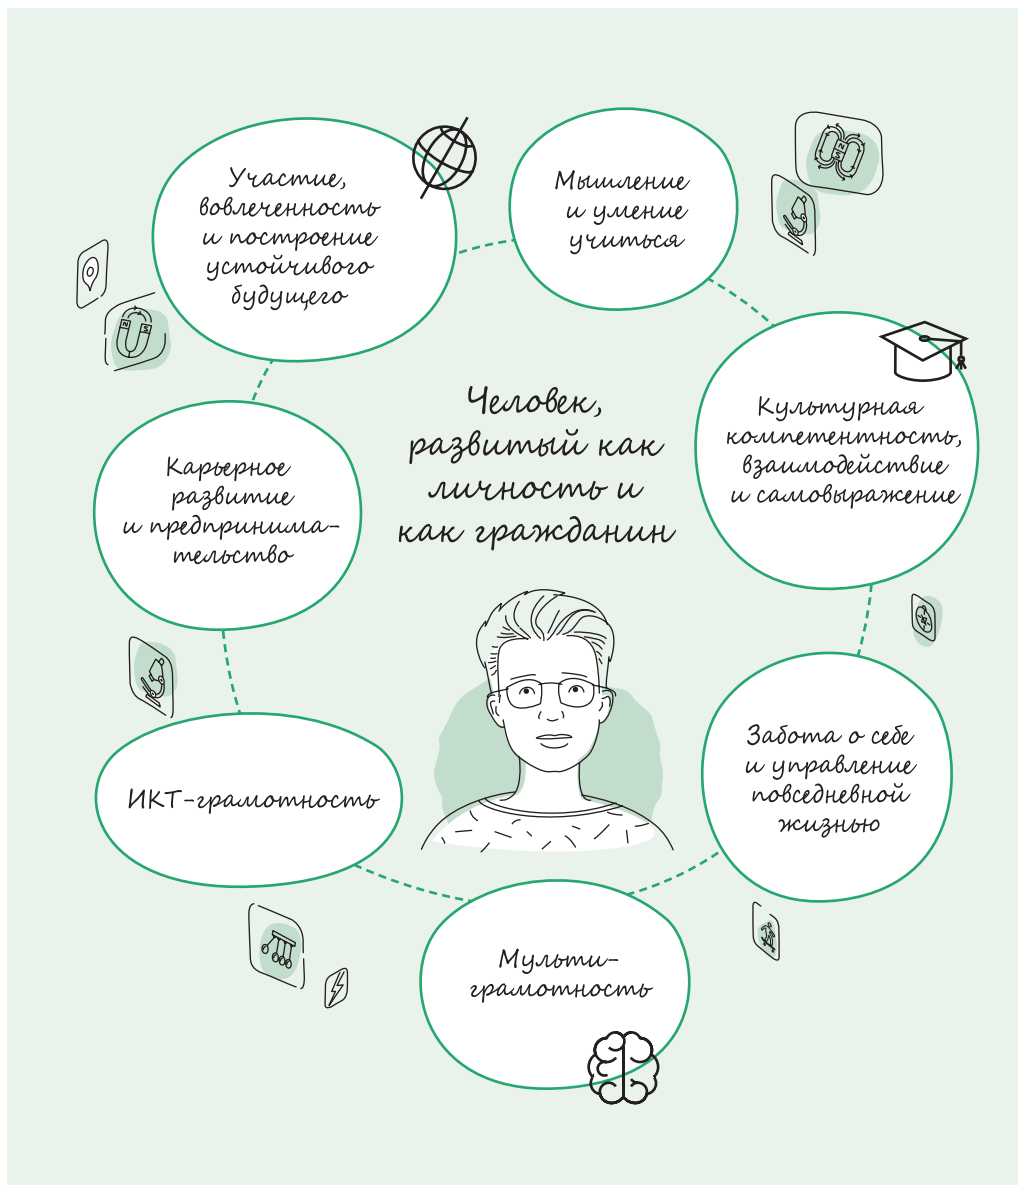 Участие,
вовлеченность
и построение
устойчивого
будущего
Мышление
и умение
учиться
Культурная
компетентность,
взаимодействие
и самовыражение
Человек,
развитый как
личность и
как гражданин
Карьерное
развитие
и предпринима-
тельство
Забота о себе
и управление
повседневной
жизнью
ИКТ-грамотность
Мульти-
грамотность